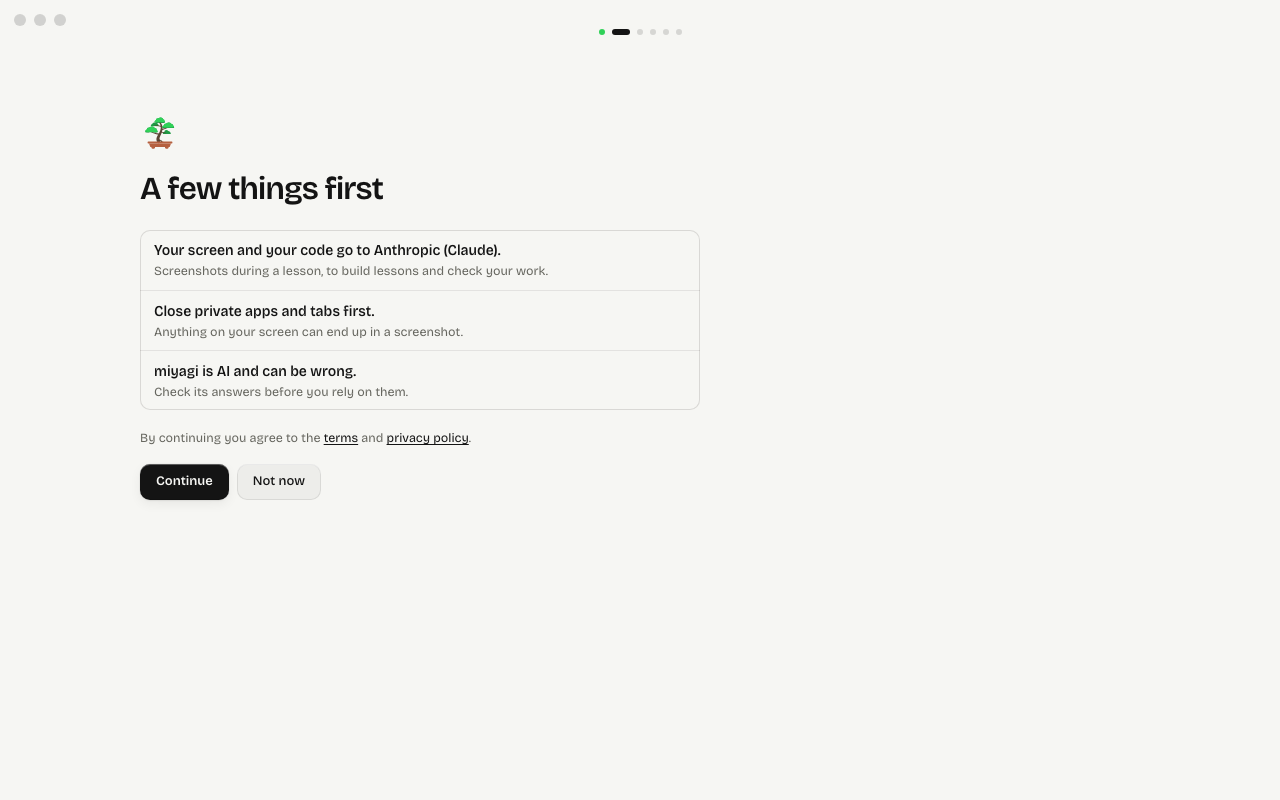 A few things first
Your screen and your code go to Anthropic (Claude).
Screenshots during a lesson, to build lessons and check your work.
Close private apps and tabs first.
Anything on your screen can end up in a screenshot.
miyagi is AI and can be wrong.
Check its answers before you rely on them.
By continuing you agree to the terms and privacy policy.
Continue
Not now